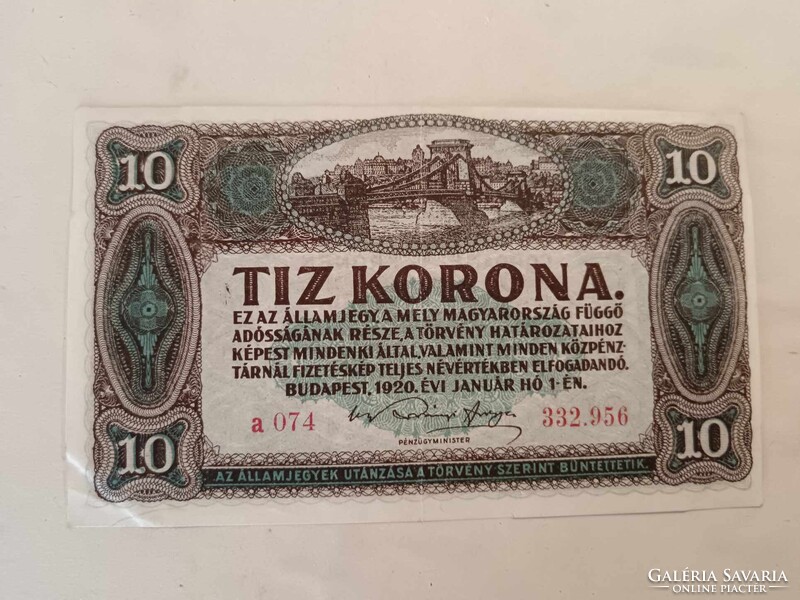 10 10
TIZ KORONA.
EZ AZ ÁLLAMJEGY, A MELY MAGYARORSZÁG FÜGGŐ
ADÓSSÁGÁNAK RÉSZE, A TÖRVÉNY HATÁROZATAIHOZ
KÉPEST MINDENKI ÁLTAL, VALAMINT MINDEN KÖZPÉNZ-
TÁRNÁL FIZETÉSKÉP TELJES NÉVÉRTÉKBEN ELFOGADANDÓ.
BUDAPEST, 1920. ÉVI JANUÁR HÓ 1-ÉN.
a 074 332.956
PÉNZÜGYMINISTER
10 10
AZ ÁLLAMJEGYEK UTÁNZÁSA A TÖRVÉNY SZERINT BÜNTETTETIK.
GALÉRIA SAVARIA
ONLINE PIACTÉR